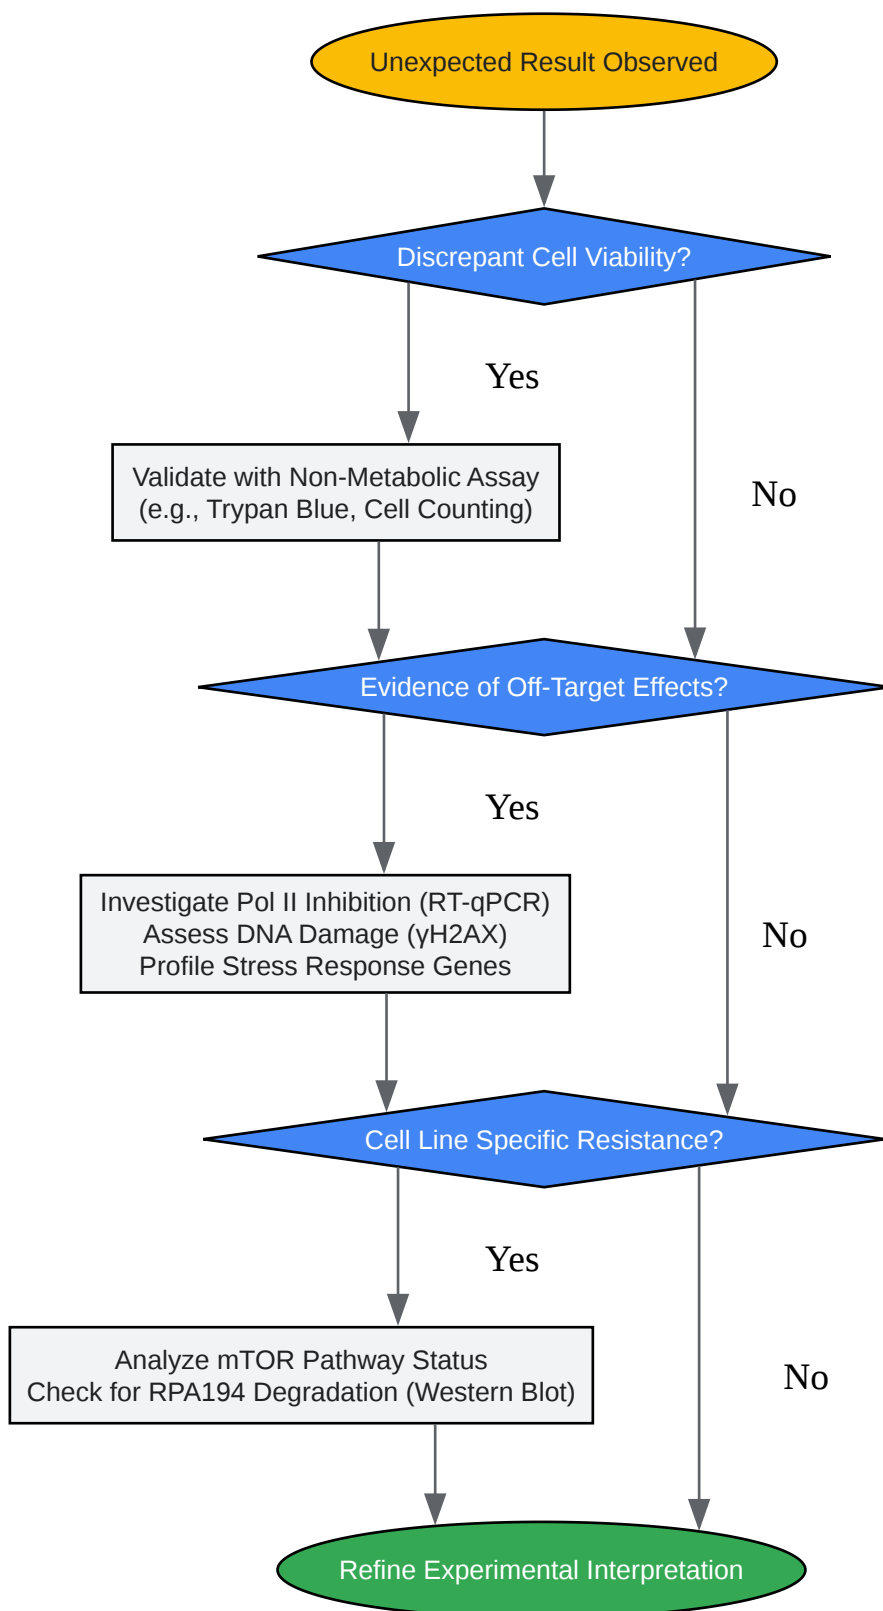 Unexpected Result Observed
Discrepant Cell Viability?
Yes
Validate with Non-Metabolic Assay
(e.g., Trypan Blue, Cell Counting)
No
Evidence of Off-Target Effects?
Yes
Investigate Pol II Inhibition (RT-qPCR)
Assess DNA Damage (γH2AX)
Profile Stress Response Genes
No
Cell Line Specific Resistance?
Yes
Analyze mTOR Pathway Status
Check for RPA194 Degradation (Western Blot)
No
Refine Experimental Interpretation